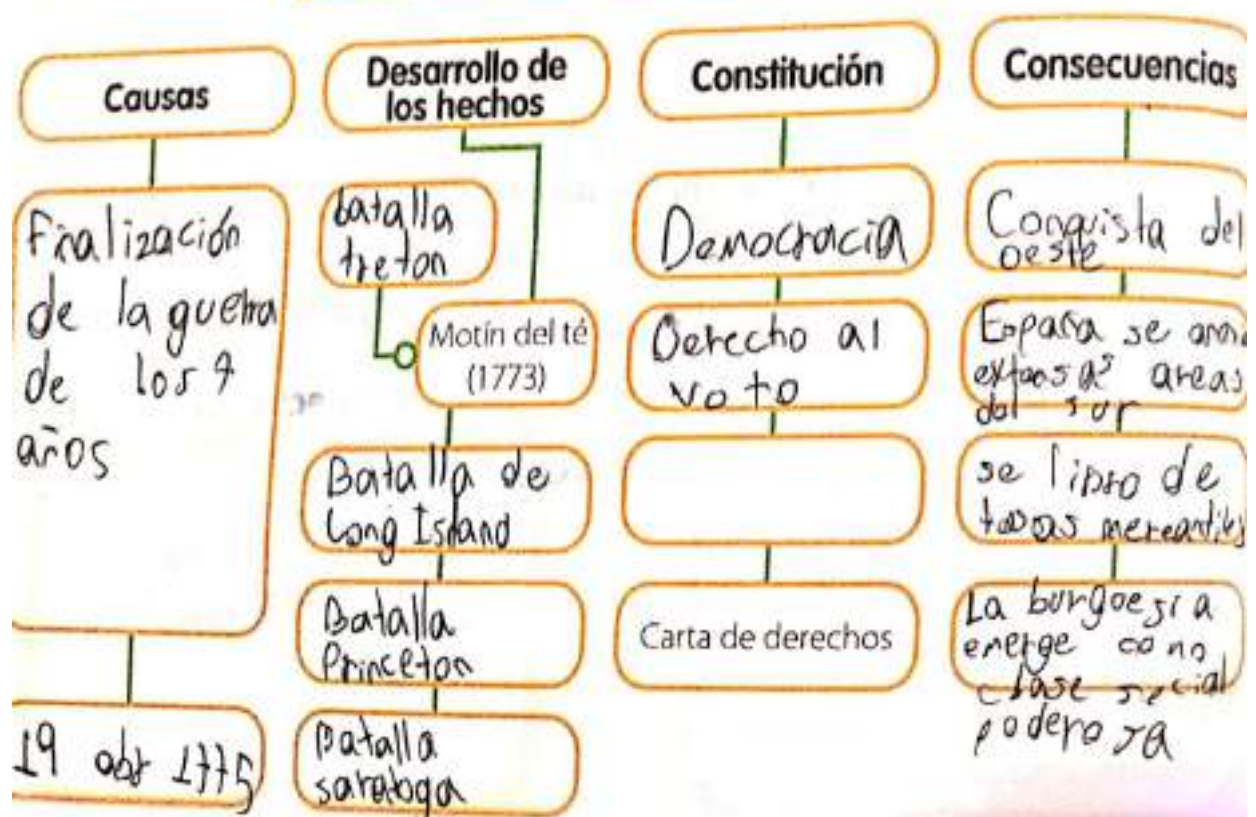 Causas
Finalización
de la guerra
de los 7
años
19 abr 1775
Desarrollo de
los hechos
batalla
treton
Motín del té
(1773)
Batalla de
Long Island
Batalla
Princeton
Batalla
saratoga
Constitución
Democracia
Derecho al
voto
Carta de derechos
Consecuencias
Conquista del
oeste
España se
extensas areas
del sur
se libro de
mercantiles
La burgoesia
emerge como
clase social
poderosa